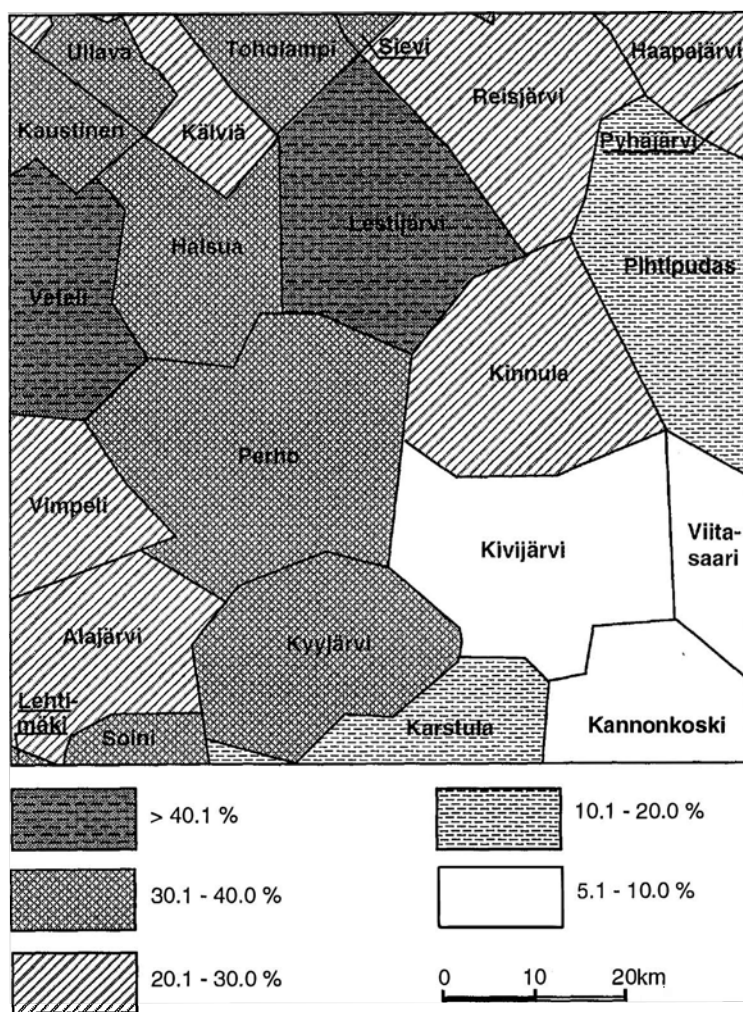 Ullava
Toholampi
Sievi
Haapajärvi
Reisjärvi
Kaustinen
Kälviä
Pyhäjärvi
Lestijärvi
Halsua
Pihtipudas
Veteli
Kinnula
Perho
Vimpeli
Kivijärvi
Viita-
saari
Alajärvi
Kyyjärvi
Lehti-
mäki
Soini
Karstula
Kannonkoski
> 40.1 %
10.1 - 20.0 %
30.1 - 40.0 %
5.1 - 10.0 %
20.1 - 30.0 %
0 10 20km